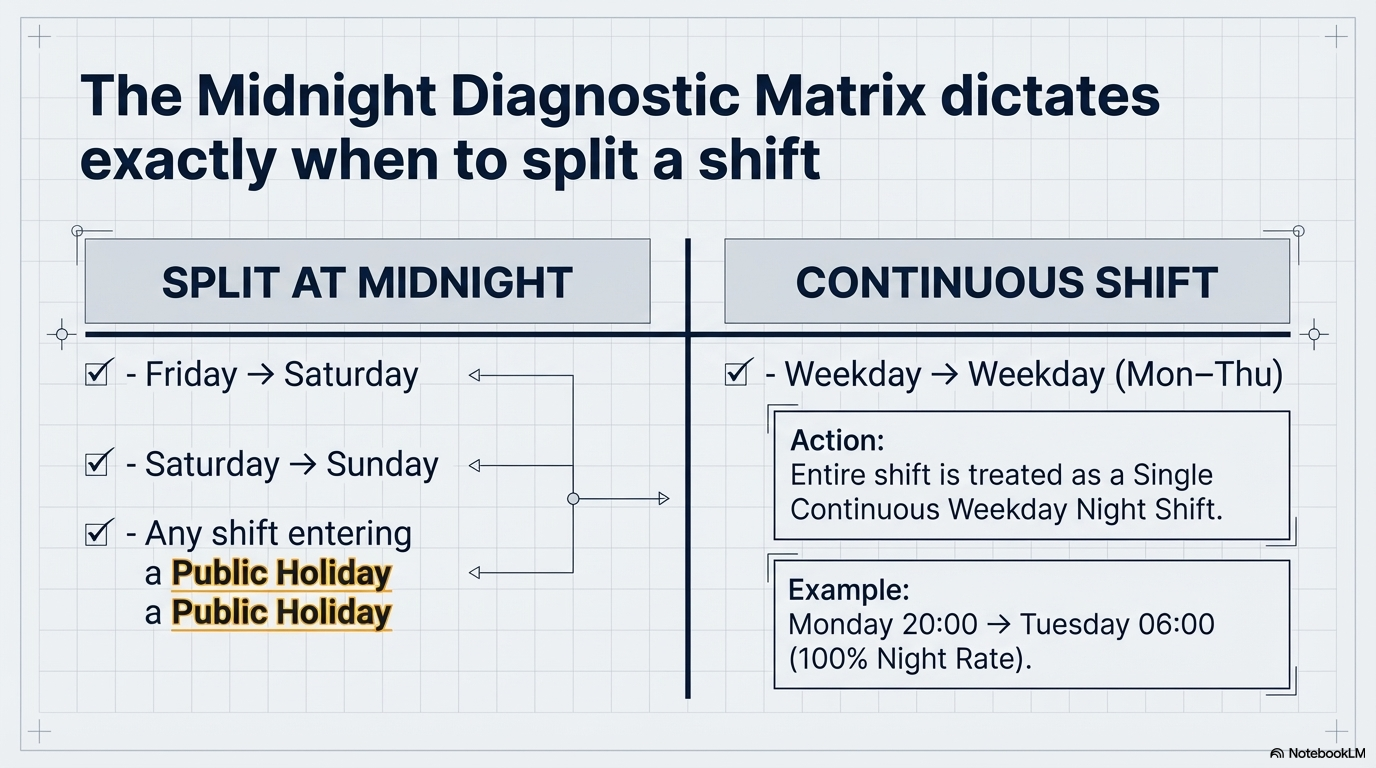 The Midnight Diagnostic Matrix dictates
exactly when to split a shift
SPLIT AT MIDNIGHT
☑ - Friday → Saturday
☑ - Saturday → Sunday
☑ - Any shift entering
a Public Holiday
a Public Holiday
CONTINUOUS SHIFT
☑ - Weekday → Weekday (Mon–Thu)
Action:
Entire shift is treated as a Single
Continuous Weekday Night Shift.
Example:
Monday 20:00 → Tuesday 06:00
(100% Night Rate).
NotebookLM